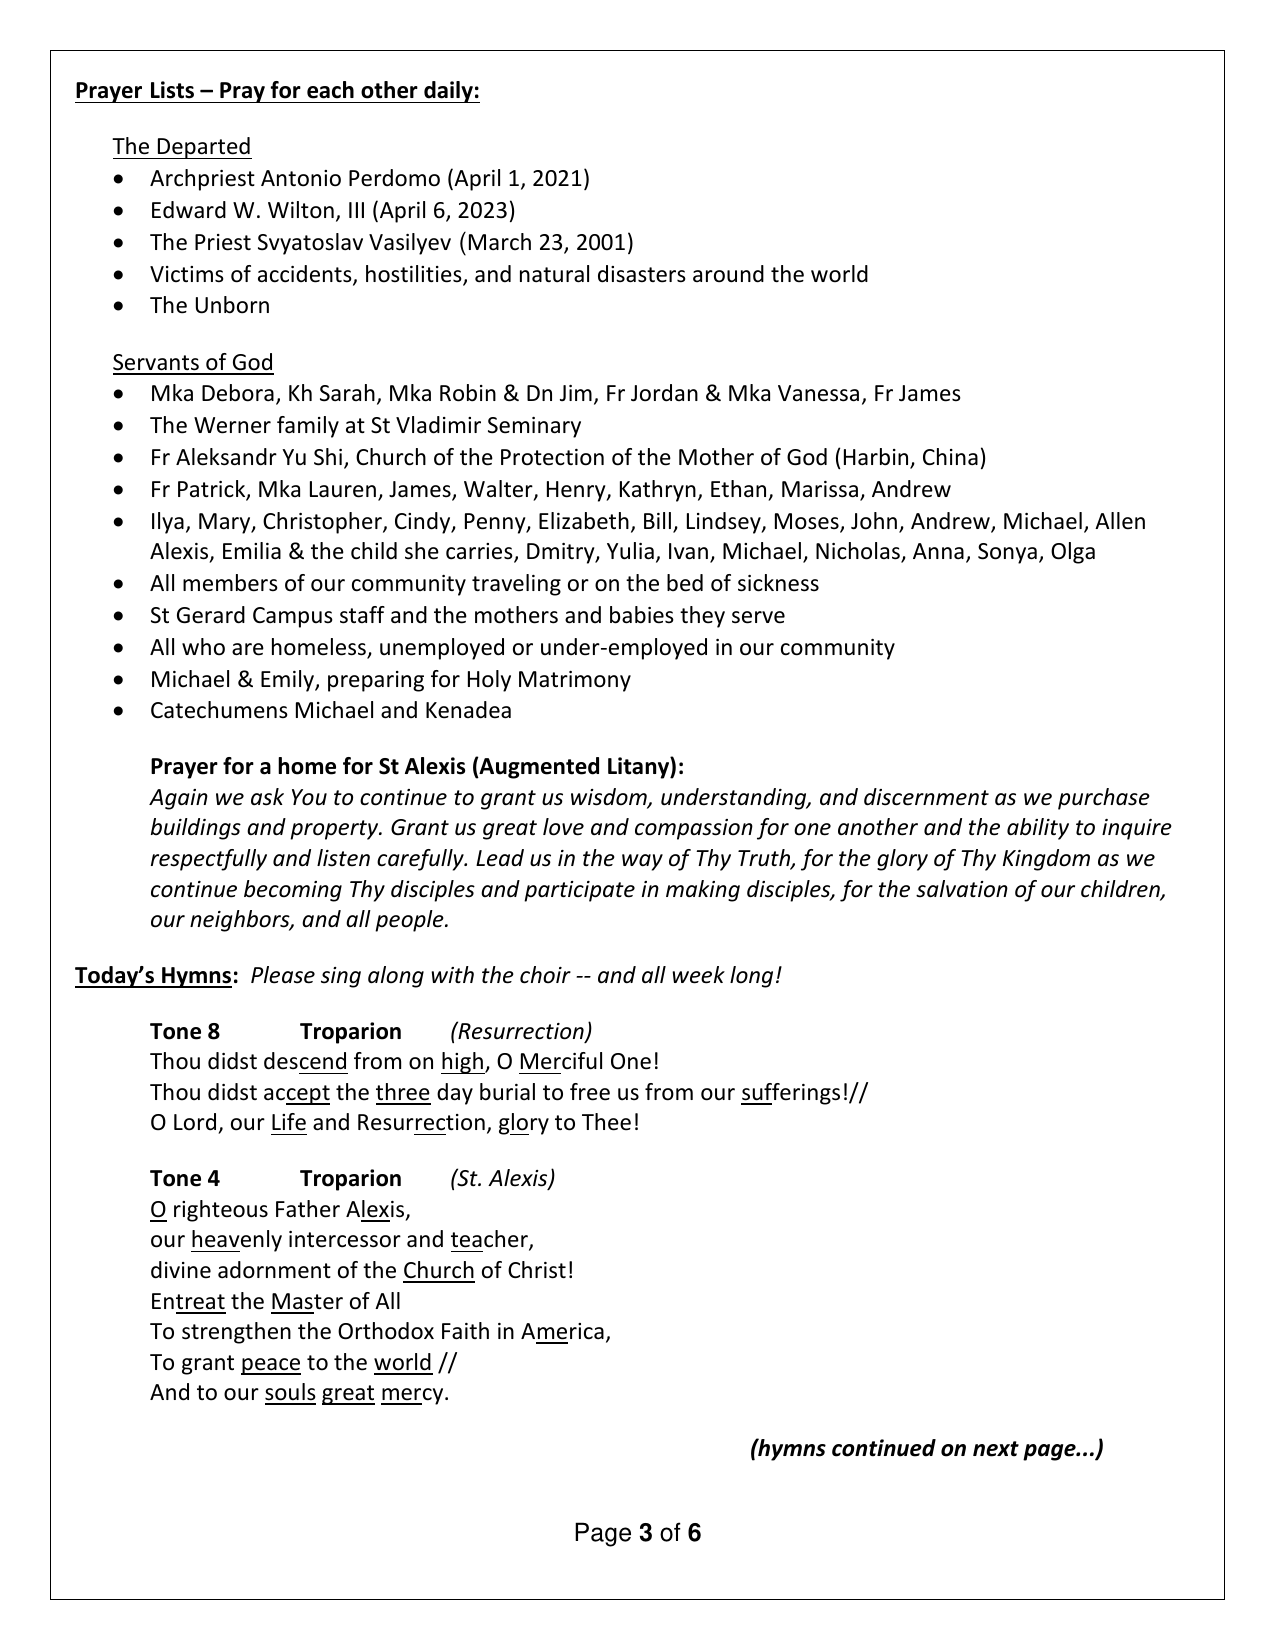 Prayer Lists – Pray for each other daily:
The Departed
• Archpriest Antonio Perdomo (April 1, 2021)
• Edward W. Wilton, III (April 6, 2023)
• The Priest Svyatoslav Vasilyev (March 23, 2001)
• Victims of accidents, hostilities, and natural disasters around the world
• The Unborn
Servants of God
• Mka Debora, Kh Sarah, Mka Robin & Dn Jim, Fr Jordan & Mka Vanessa, Fr James
• The Werner family at St Vladimir Seminary
• Fr Aleksandr Yu Shi, Church of the Protection of the Mother of God (Harbin, China)
• Fr Patrick, Mka Lauren, James, Walter, Henry, Kathryn, Ethan, Marissa, Andrew
• Ilya, Mary, Christopher, Cindy, Penny, Elizabeth, Bill, Lindsey, Moses, John, Andrew, Michael, Allen
Alexis, Emilia & the child she carries, Dmitry, Yulia, Ivan, Michael, Nicholas, Anna, Sonya, Olga
• All members of our community traveling or on the bed of sickness
• St Gerard Campus staff and the mothers and babies they serve
• All who are homeless, unemployed or under-employed in our community
• Michael & Emily, preparing for Holy Matrimony
• Catechumens Michael and Kenadea
Prayer for a home for St Alexis (Augmented Litany):
Again we ask You to continue to grant us wisdom, understanding, and discernment as we purchase
buildings and property. Grant us great love and compassion for one another and the ability to inquire
respectfully and listen carefully. Lead us in the way of Thy Truth, for the glory of Thy Kingdom as we
continue becoming Thy disciples and participate in making disciples, for the salvation of our children,
our neighbors, and all people.
Today’s Hymns: Please sing along with the choir -- and all week long!
Tone 8 Troparion (Resurrection)
Thou didst descend from on high, O Merciful One!
Thou didst accept the three day burial to free us from our sufferings!//
O Lord, our Life and Resurrection, glory to Thee!
Tone 4 Troparion (St. Alexis)
O righteous Father Alexis,
our heavenly intercessor and teacher,
divine adornment of the Church of Christ!
Entreat the Master of All
To strengthen the Orthodox Faith in America,
To grant peace to the world //
And to our souls great mercy.
(hymns continued on next page...)
Page 3 of 6